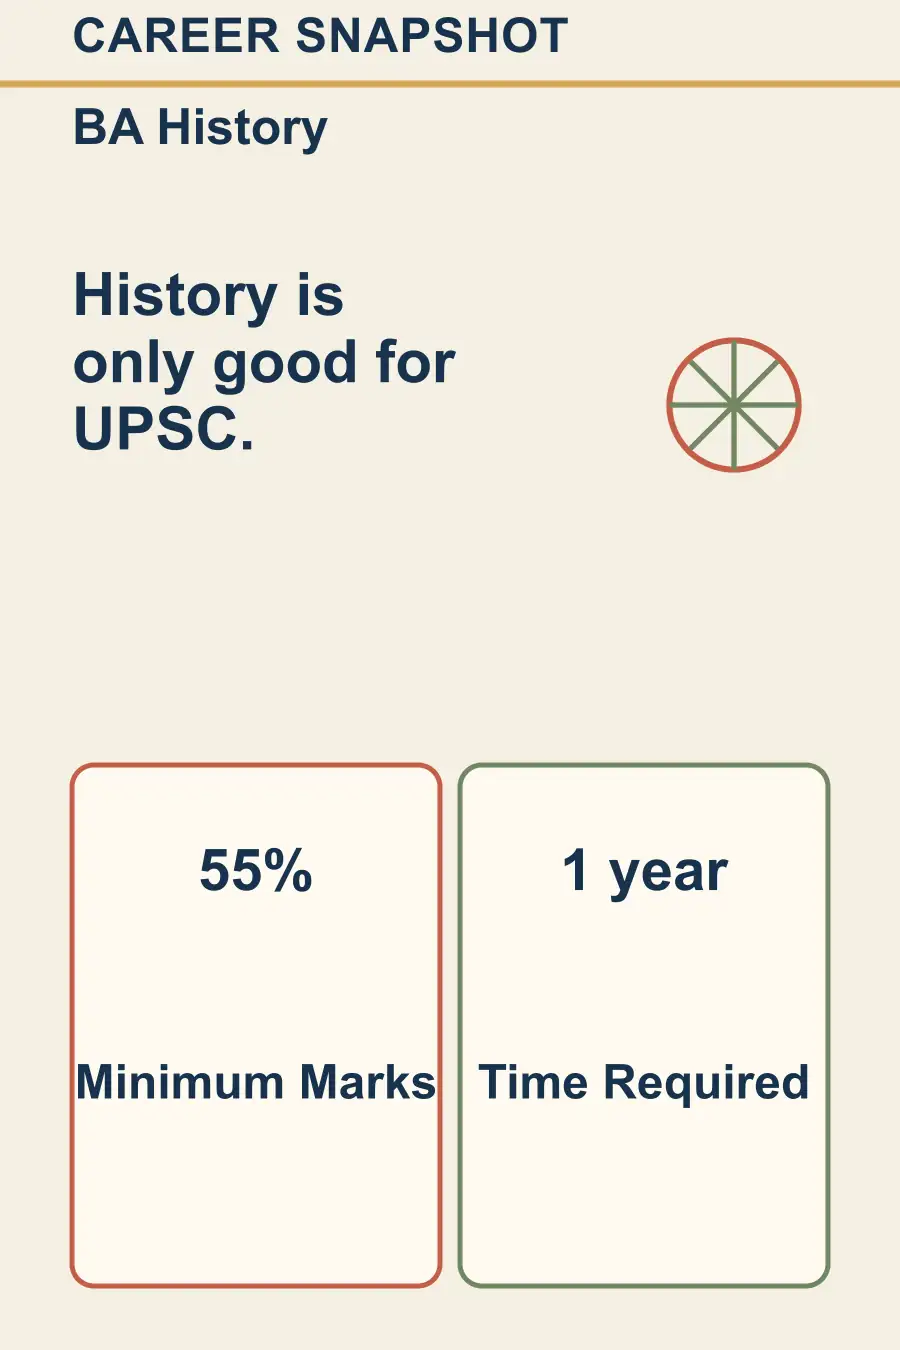 CAREER SNAPSHOT
BA History
History is
only good for
UPSC.
55%
Minimum Marks
1 year
Time Required